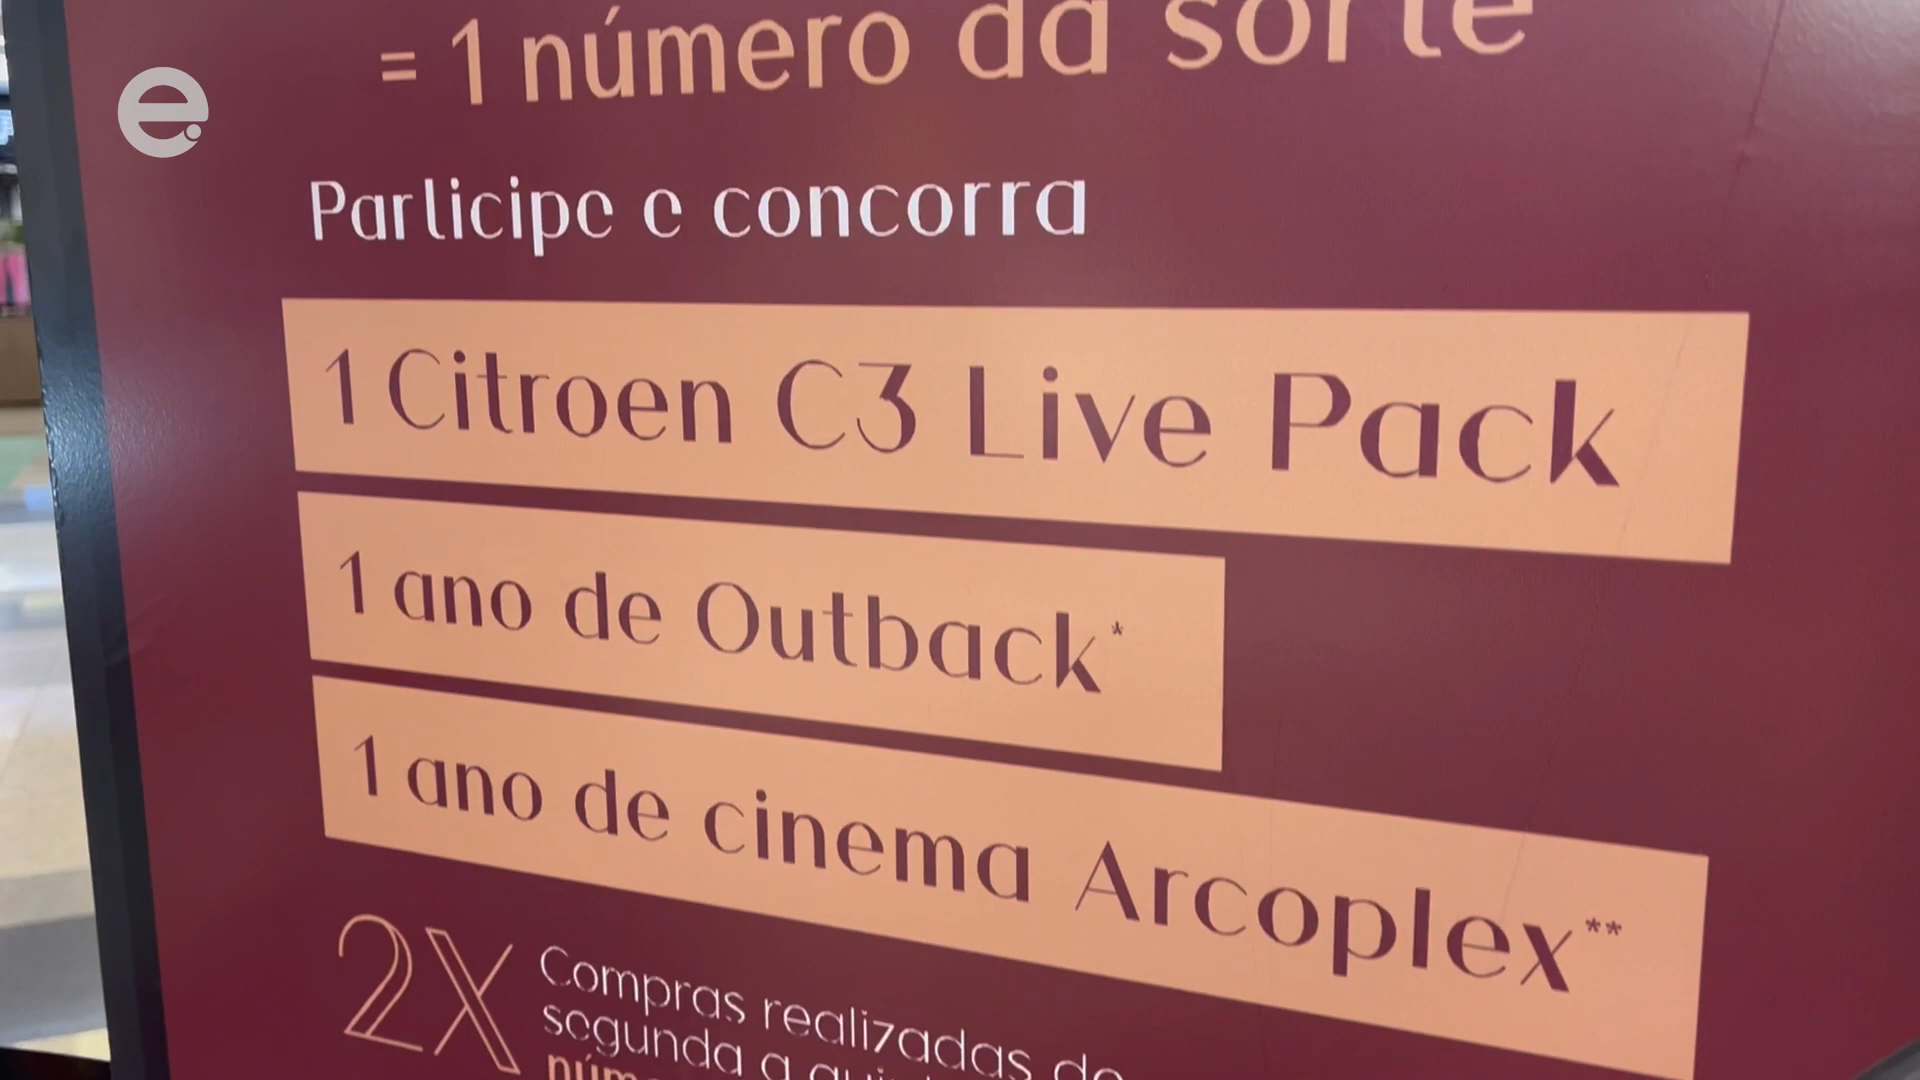 = 1 número da sorte
Participe e concorra
1 Citroen C3 Live Pack
1 ano de Outback*
1 ano de cinema Arcoplex**
2X
Compras realizadas de
segunda a
e.